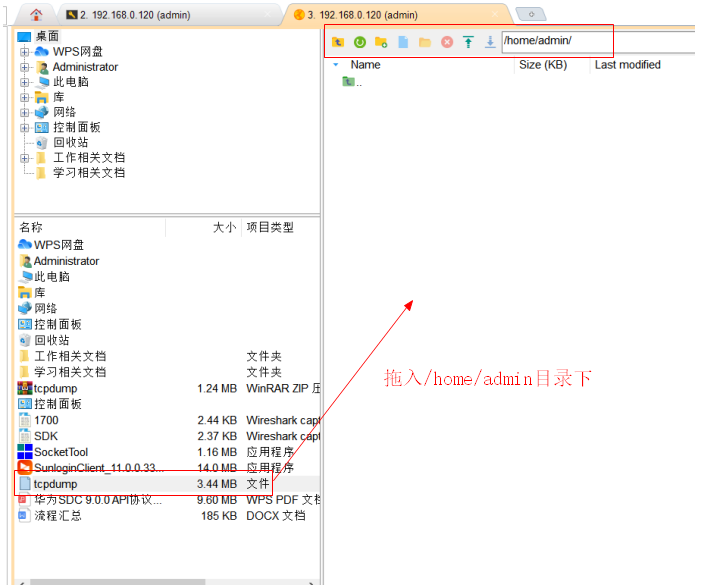 2. 192.168.0.120 (admin)
3. 192.168.0.120 (admin)
桌面
WPS网盘
Administrator
此电脑
库
网络
控制面板
回收站
工作相关文档
学习相关文档
/home/admin/
Name Size (KB) Last modified
..
名称 大小 项目类型
WPS网盘
Administrator
此电脑
库
网络
控制面板
回收站
工作相关文档 文件夹
学习相关文档 文件夹
tcpdump 1.24 MB WinRAR ZIP 压
控制面板
1700 2.44 KB Wireshark capt
SDK 2.37 KB Wireshark capt
SocketTool 1.16 MB 应用程序
SunloginClient_11.0.0.33... 14.0 MB 应用程序
tcpdump 3.44 MB 文件
华为SDC 9.0.0 API协议... 9.60 MB WPS PDF 文档
流程汇总 185 KB DOCX 文档
拖入/home/admin目录下